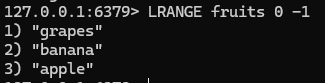 127.0.0.1:6379> LRANGE fruits 0 -1
1) "grapes"
2) "banana"
3) "apple"